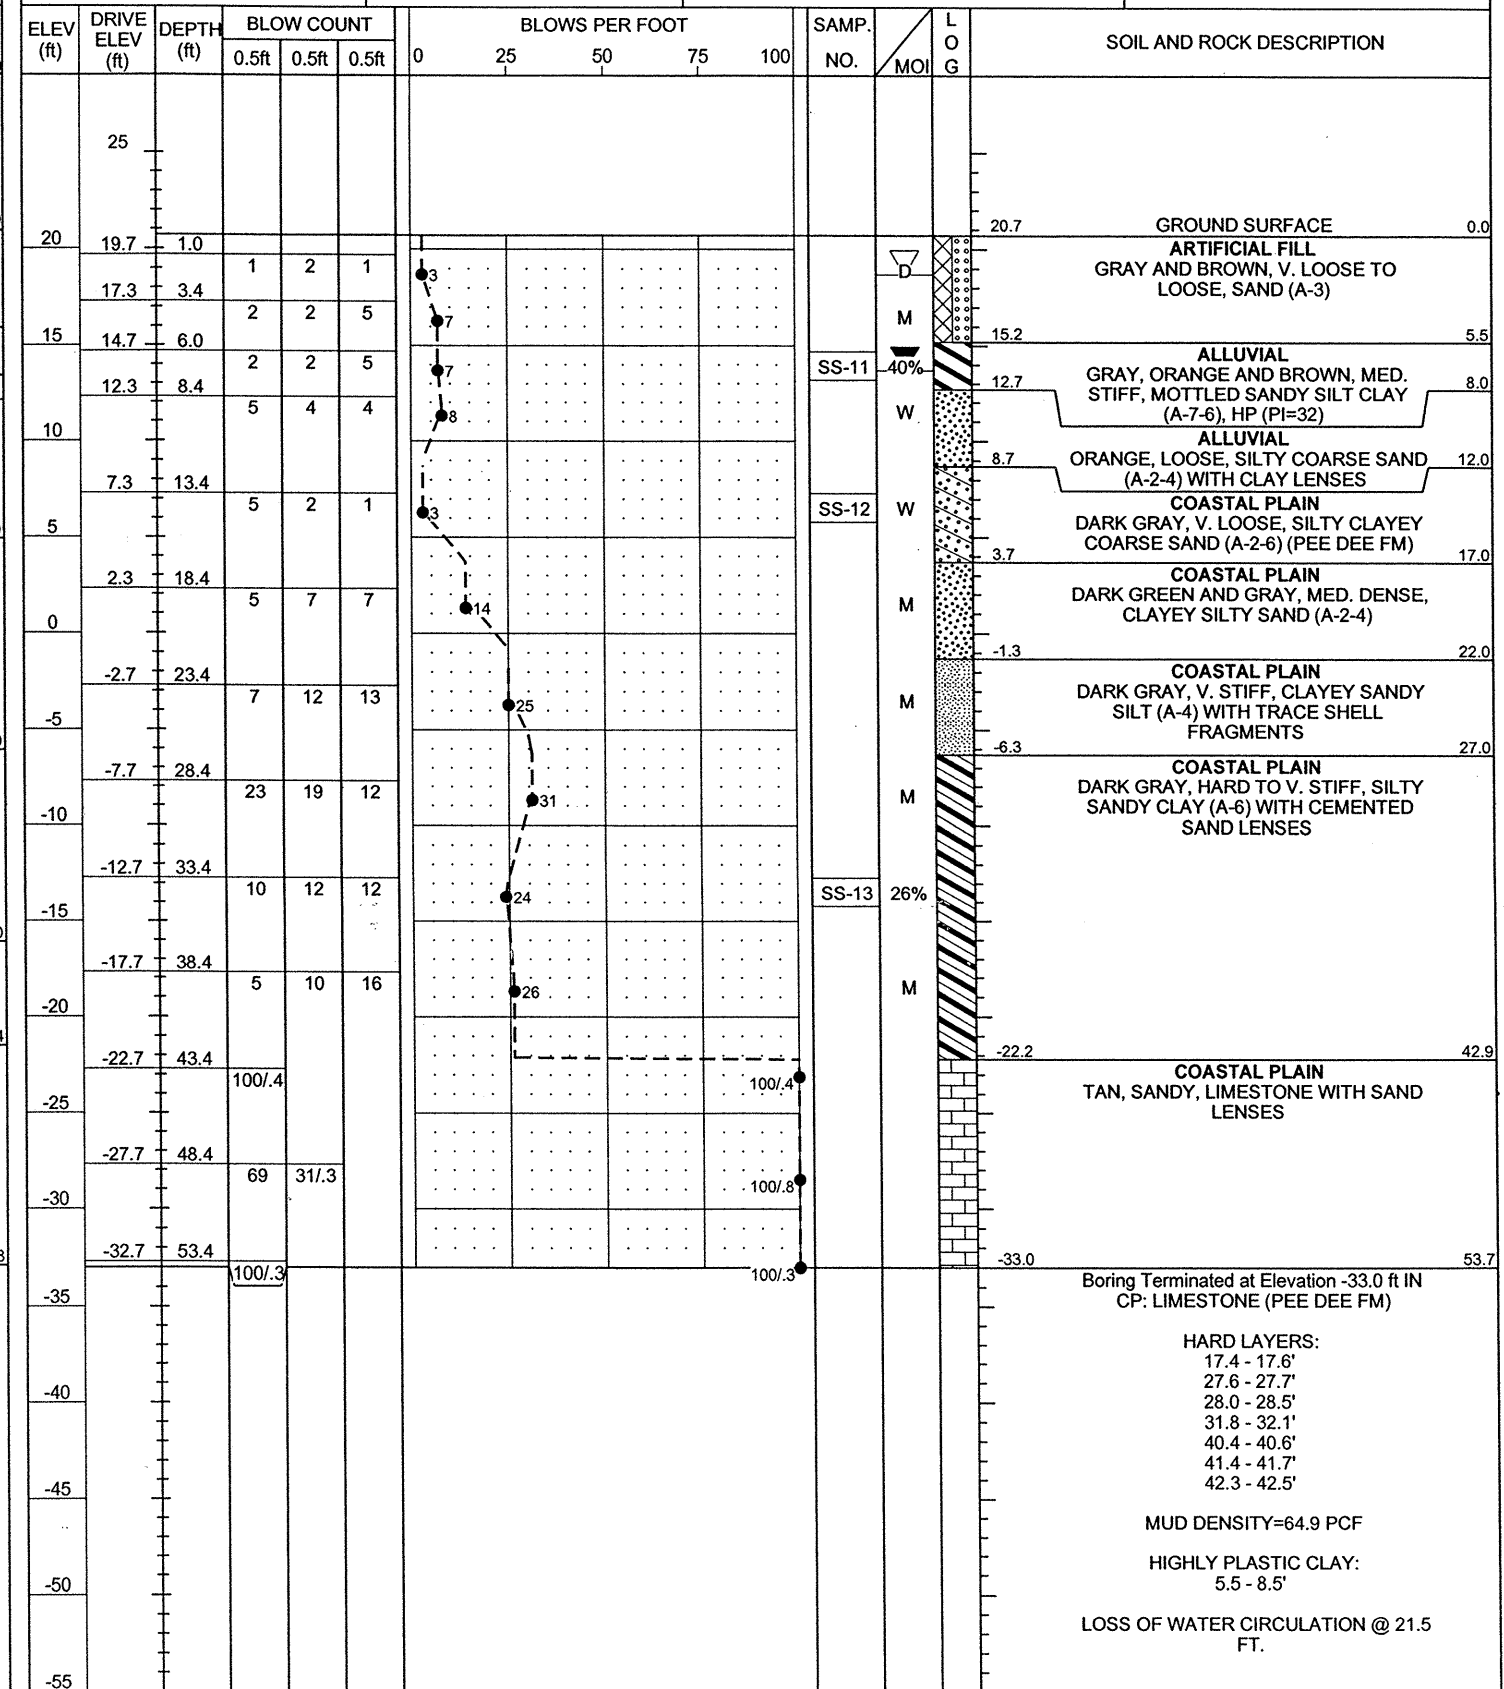 ELEV (ft) DRIVE ELEV (ft) DEPTH (ft) BLOW COUNT BLOWS PER FOOT SAMP. NO. MOI LOG SOIL AND ROCK DESCRIPTION
0.5ft 0.5ft 0.5ft 0 25 50 75 100
25
20.7 GROUND SURFACE 0.0
20 19.7 1.0
ARTIFICIAL FILL
GRAY AND BROWN, V. LOOSE TO
LOOSE, SAND (A-3)
1 2 1 3 D
17.3 3.4
2 2 5 7 M
15 14.7 6.0
15.2 5.5
ALLUVIAL
GRAY, ORANGE AND BROWN, MED.
STIFF, MOTTLED SANDY SILT CLAY
(A-7-6), HP (PI=32)
2 2 5 7 SS-11 40%
12.3 8.4
12.7 8.0
5 4 4 8 W
10
ALLUVIAL
ORANGE, LOOSE, SILTY COARSE SAND
(A-2-4) WITH CLAY LENSES
8.7 12.0
7.3 13.4
5 2 1 3 SS-12 W
COASTAL PLAIN
DARK GRAY, V. LOOSE, SILTY CLAYEY
COARSE SAND (A-2-6) (PEE DEE FM)
5
3.7 17.0
2.3 18.4
COASTAL PLAIN
DARK GREEN AND GRAY, MED. DENSE,
CLAYEY SILTY SAND (A-2-4)
5 7 7 14 M
0
-1.3 22.0
-2.7 23.4
COASTAL PLAIN
DARK GRAY, V. STIFF, CLAYEY SANDY
SILT (A-4) WITH TRACE SHELL
FRAGMENTS
7 12 13 25 M
-5
-6.3 27.0
-7.7 28.4
COASTAL PLAIN
DARK GRAY, HARD TO V. STIFF, SILTY
SANDY CLAY (A-6) WITH CEMENTED
SAND LENSES
23 19 12 31 M
-10
-12.7 33.4
10 12 12 24 SS-13 26%
-15
-17.7 38.4
5 10 16 26 M
-20
-22.2 42.9
-22.7 43.4
COASTAL PLAIN
TAN, SANDY, LIMESTONE WITH SAND
LENSES
100/.4 100/.4
-25
-27.7 48.4
69 31/.3 100/.8
-30
-32.7 53.4
-33.0 53.7
100/.3 100/.3
Boring Terminated at Elevation -33.0 ft IN
CP: LIMESTONE (PEE DEE FM)
-35
HARD LAYERS:
17.4 - 17.6'
27.6 - 27.7'
-40
28.0 - 28.5'
31.8 - 32.1'
40.4 - 40.6'
41.4 - 41.7'
42.3 - 42.5'
-45
MUD DENSITY=64.9 PCF
HIGHLY PLASTIC CLAY:
5.5 - 8.5'
-50
LOSS OF WATER CIRCULATION @ 21.5
FT.
-55